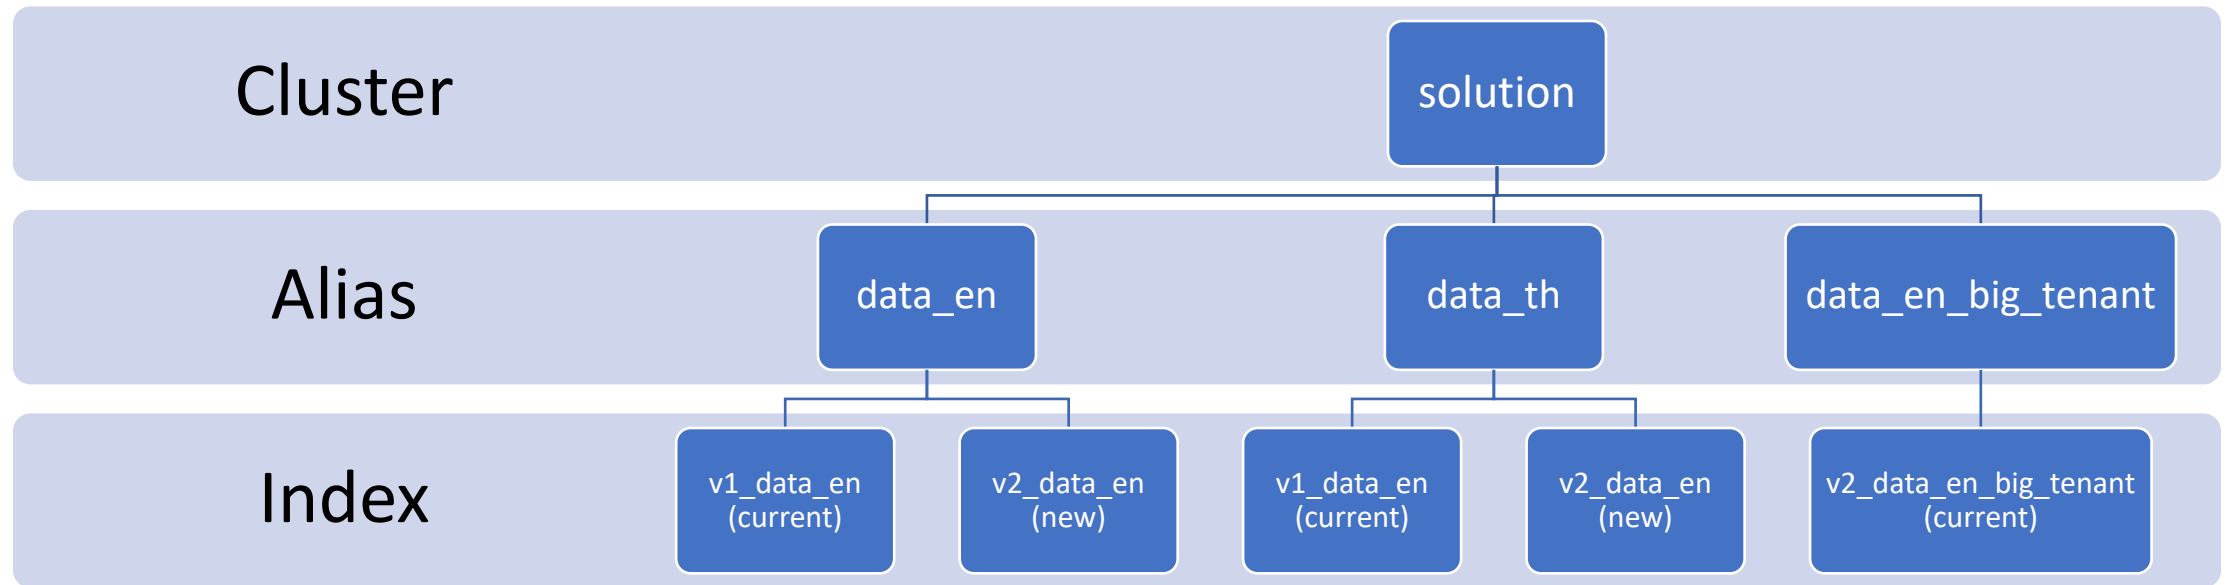 Cluster
solution
Alias
data_en
data_th
data_en_big_tenant
Index
v1_data_en
(current)
v2_data_en
(new)
v1_data_en
(current)
v2_data_en
(new)
v2_data_en_big_tenant
(current)